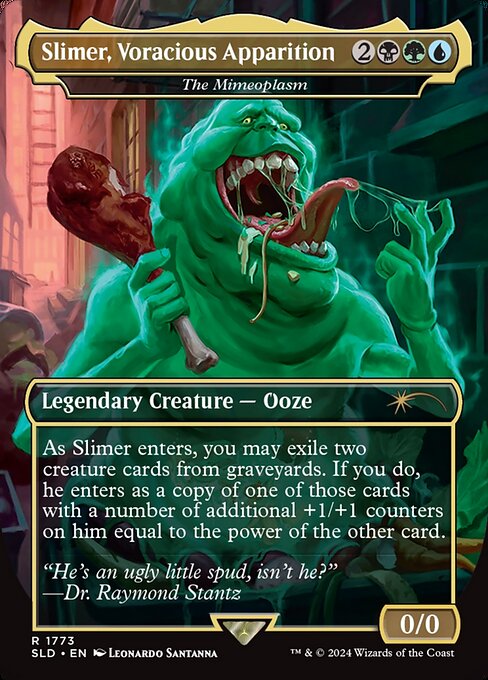 Slimer, Voracious Apparition 2
The Mimeoplasm
Legendary Creature — Ooze
As Slimer enters, you may exile two
creature cards from graveyards. If you do,
he enters as a copy of one of those cards
with a number of additional +1/+1 counters
on him equal to the power of the other card.
“He’s an ugly little spud, isn’t he?”
—Dr. Raymond Stantz
0/0
R 1773
SLD • EN Leonardo Santanna
™ & © 2024 Wizards of the Coast